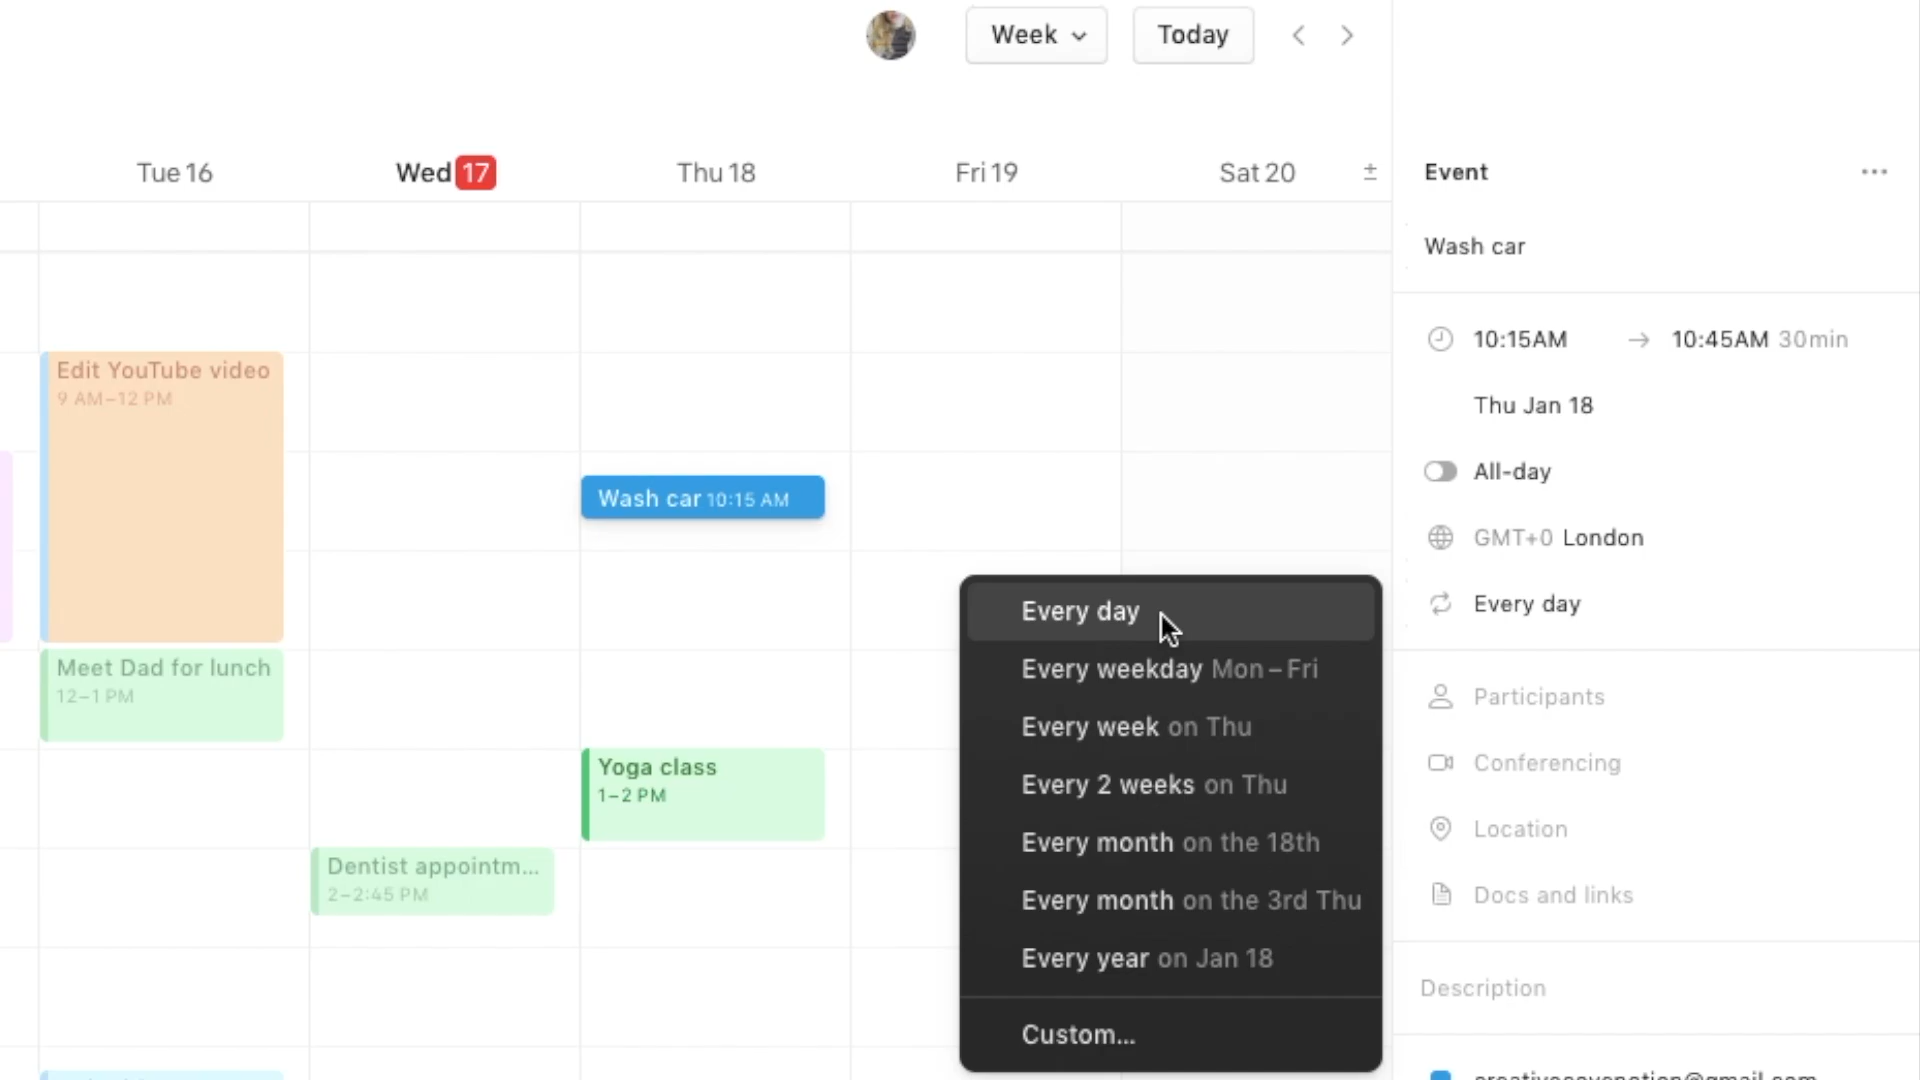 Week
Today
Tue 16
Wed 17
Thu 18
Fri 19
Sat 20
±
Edit YouTube video
9 AM–12 PM
Meet Dad for lunch
12–1 PM
Dentist appointm...
2–2:45 PM
Wash car 10:15 AM
Yoga class
1–2 PM
Every day
Every weekday Mon – Fri
Every week on Thu
Every 2 weeks on Thu
Every month on the 18th
Every month on the 3rd Thu
Every year on Jan 18
Custom...
Event
Wash car
10:15AM → 10:45AM 30min
Thu Jan 18
All-day
GMT+0 London
Every day
Participants
Conferencing
Location
Docs and links
Description